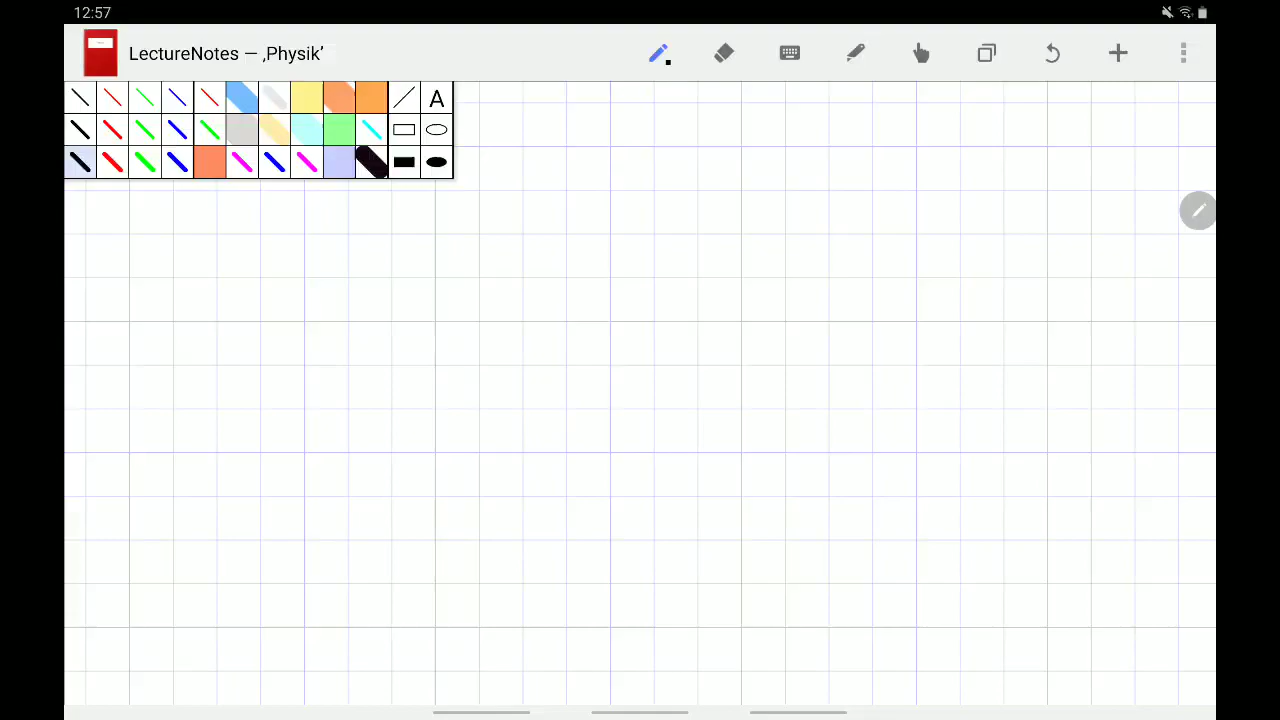 12:57
LectureNotes — ‚Physik‘
A